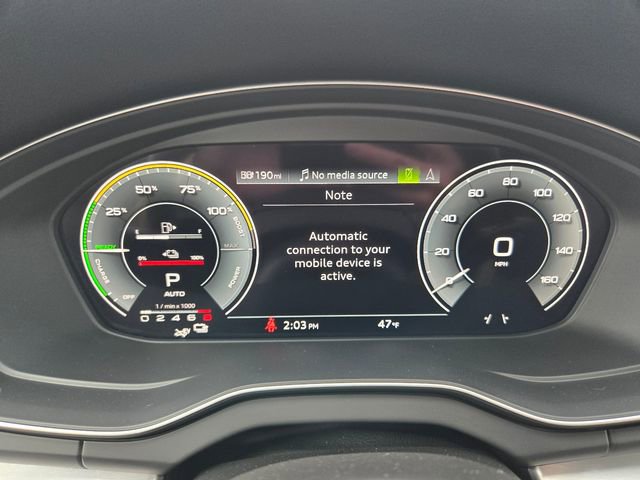 190mi
No media source
Note
Automatic
connection to your
mobile device is
active.
2:03 PM
47°F
25%
50%
75%
100%
BOOST
MAX
POWER
READY
CHARGE
OFF
E F
0% 100%
P
AUTO
1 / min x 1000
0 2 4 6 8
0
20
40
60
80
100
120
140
160
0
MPH